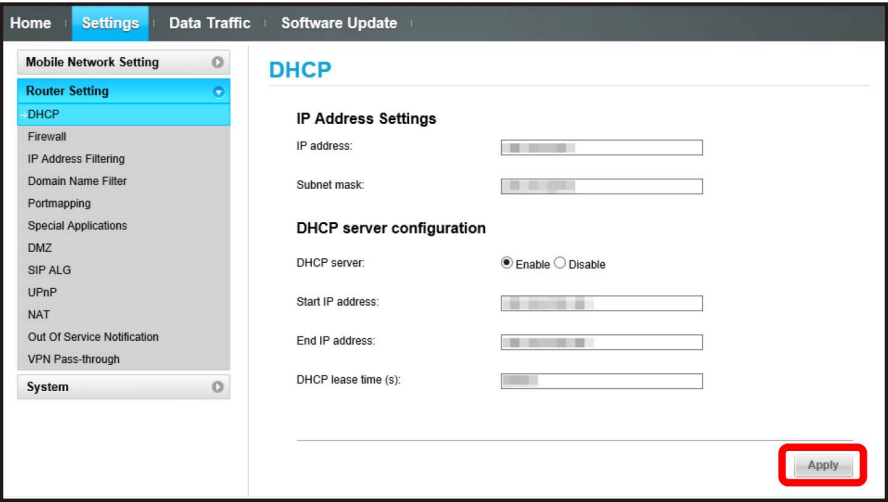 Home Settings Data Traffic Software Update
Mobile Network Setting
Router Setting
DHCP
Firewall
IP Address Filtering
Domain Name Filter
Portmapping
Special Applications
DMZ
SIP ALG
UPnP
NAT
Out Of Service Notification
VPN Pass-through
System
DHCP
IP Address Settings
IP address:
Subnet mask:
DHCP server configuration
DHCP server: Enable Disable
Start IP address:
End IP address:
DHCP lease time (s):
Apply